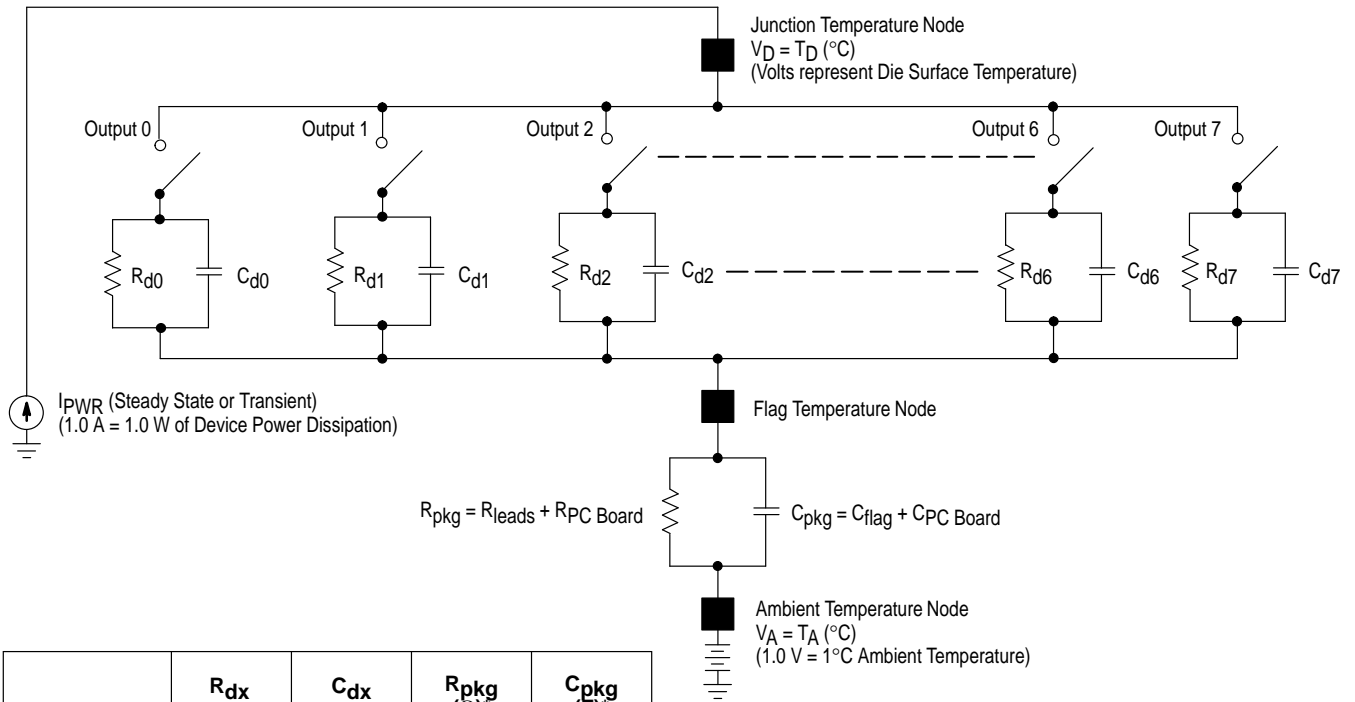 Junction Temperature Node
VD = TD (°C)
(Volts represent Die Surface Temperature)
Output 0
Output 1
Output 2
Output 6
Output 7
Rd0
Cd0
Rd1
Cd1
Rd2
Cd2
Rd6
Cd6
Rd7
Cd7
IPWR (Steady State or Transient)
(1.0 A = 1.0 W of Device Power Dissipation)
Flag Temperature Node
Rpkg = Rleads + RPC Board
Cpkg = Cflag + CPC Board
Ambient Temperature Node
VA = TA (°C)
(1.0 V = 1°C Ambient Temperature)
Rdx
Cdx
Rpkg
Cpkg